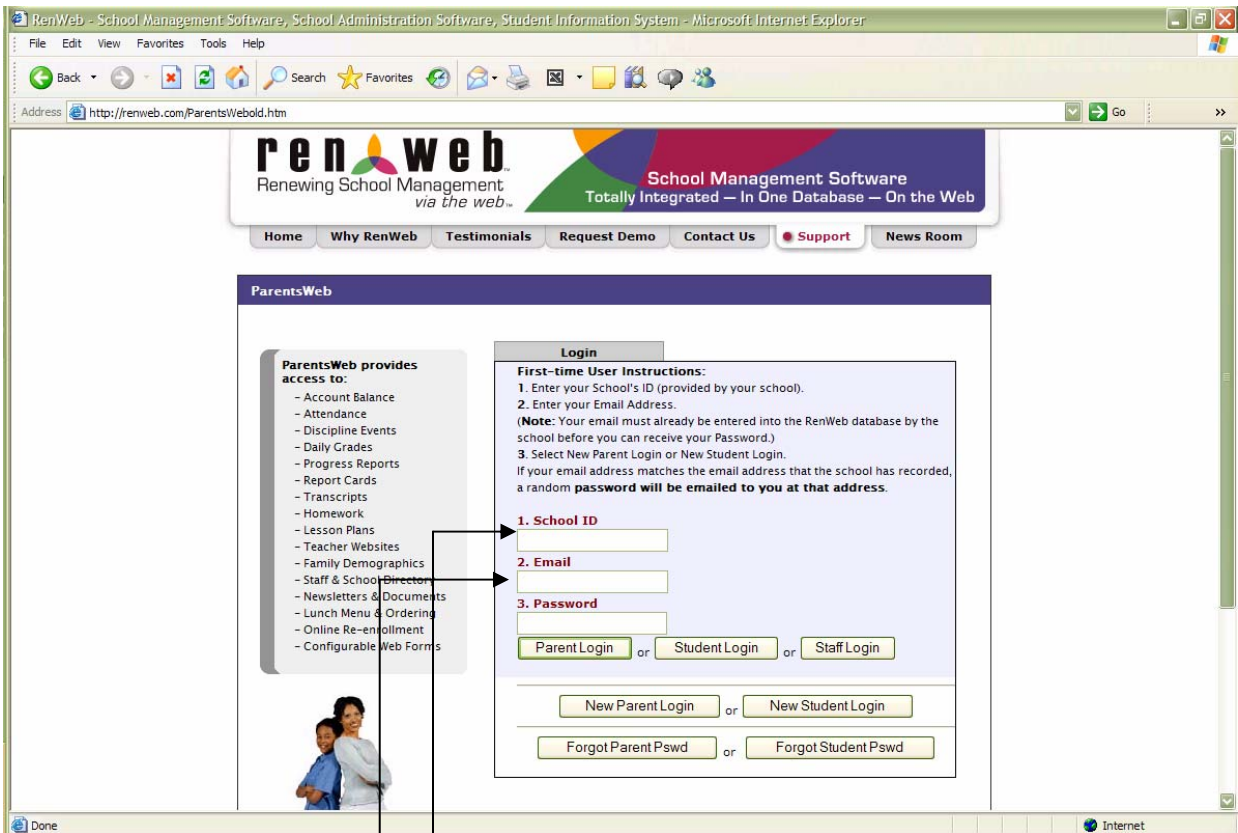 RenWeb - School Management Software, School Administration Software, Student Information System - Microsoft Internet Explorer
File Edit View Favorites Tools Help
Back Search Favorites
Address http://renweb.com/ParentsWebold.htm Go »
ren web™
Renewing School Management
via the web™
School Management Software
Totally Integrated — In One Database — On the Web
Home Why RenWeb Testimonials Request Demo Contact Us Support News Room
ParentsWeb
ParentsWeb provides
access to:
- Account Balance
- Attendance
- Discipline Events
- Daily Grades
- Progress Reports
- Report Cards
- Transcripts
- Homework
- Lesson Plans
- Teacher Websites
- Family Demographics
- Staff & School Directory
- Newsletters & Documents
- Lunch Menu & Ordering
- Online Re-enrollment
- Configurable Web Forms
Login
First-time User Instructions:
1. Enter your School's ID (provided by your school).
2. Enter your Email Address.
(Note: Your email must already be entered into the RenWeb database by the
school before you can receive your Password.)
3. Select New Parent Login or New Student Login.
If your email address matches the email address that the school has recorded,
a random password will be emailed to you at that address.
1. School ID
2. Email
3. Password
Parent Login or Student Login or Staff Login
New Parent Login or New Student Login
Forgot Parent Pswd or Forgot Student Pswd
Done Internet